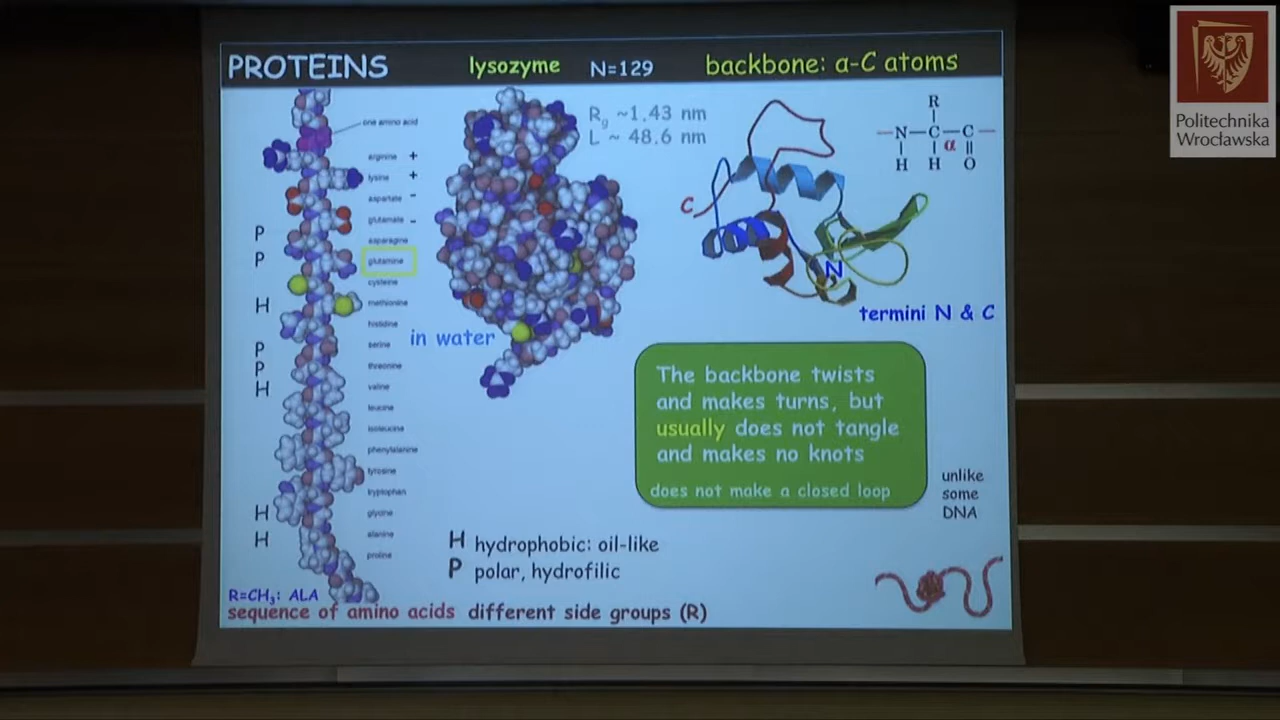 PROTEINS
lysozyme N=129
backbone: α-C atoms
Politechnika
Wrocławska
Rg ~1.43 nm
L ~ 48.6 nm
one amino acid
arginine +
lysine +
aspartate -
glutamate -
P asparagine
P glutamine
cysteine
H methionine
histidine
P serine
P threonine
H valine
leucine
isoleucine
phenylalanine
tyrosine
tryptophan
H glycine
H alanine
proline
in water
C
N
R
N-C-C
α
H H O
termini N & C
The backbone twists
and makes turns, but
usually does not tangle
and makes no knots
does not make a closed loop
unlike
some
DNA
H hydrophobic: oil-like
P polar, hydrofilic
R=CH₃: ALA
sequence of amino acids different side groups (R)